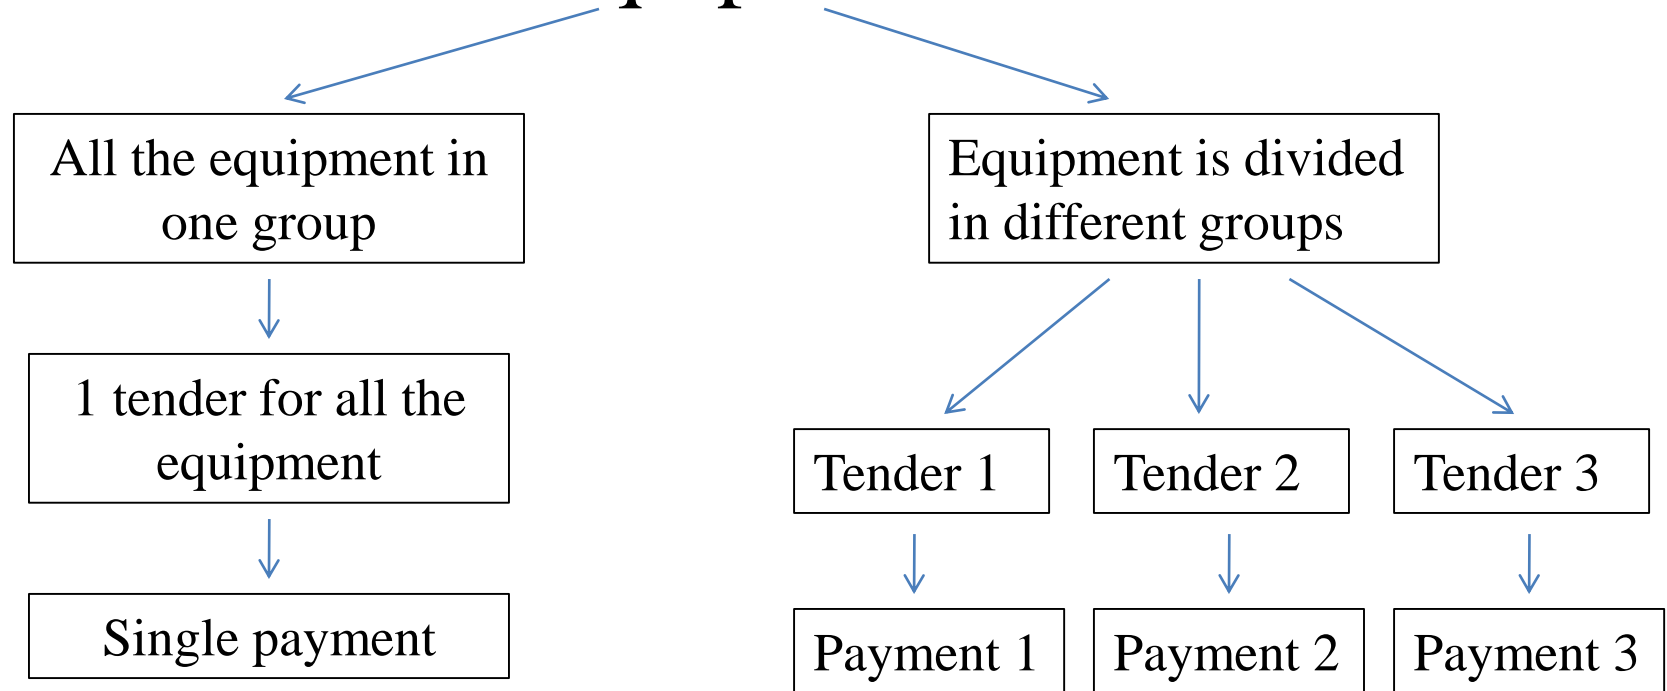 All the equipment in
one group
Equipment is divided
in different groups
1 tender for all the
equipment
Tender 1
Tender 2
Tender 3
Single payment
Payment 1
Payment 2
Payment 3